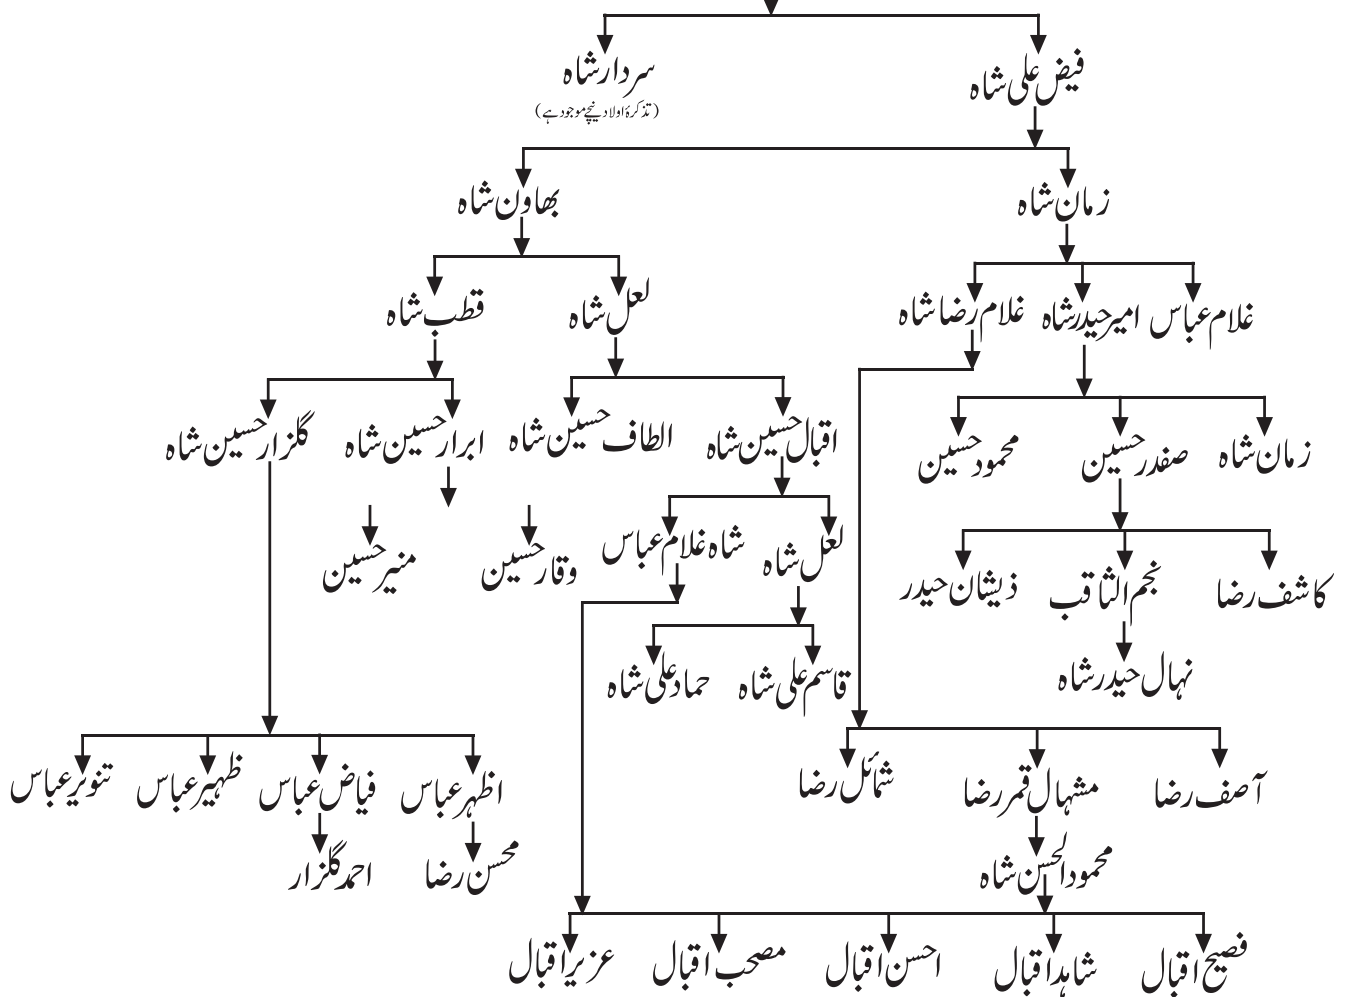 فیض علی شاہ
سردار شاہ
(تذکرۂ اولاد نیچے موجود ہے)
زمان شاہ
بھاون شاہ
غلام عباس
امیر حیدر شاہ
غلام رضا شاہ
لعل شاہ
قطب شاہ
زمان شاہ
صفدر حسین
محمود حسین
اقبال حسین شاہ
الطاف حسین شاہ
ابرار حسین شاہ
گلزار حسین شاہ
لعل شاہ
شاہ غلام عباس
وقار حسین
منیر حسین
کاشف رضا
نجم الثاقب
ذیشان حیدر
نہال حیدر شاہ
قاسم علی شاہ
حماد علی شاہ
آصف رضا
مشہال قمر رضا
شمائل رضا
اظہر عباس
فیاض عباس
ظہیر عباس
تنویر عباس
محمود الحسن شاہ
محسن رضا
احمد گلزار
فصیح اقبال
شاہد اقبال
احسن اقبال
مصحب اقبال
عزیر اقبال